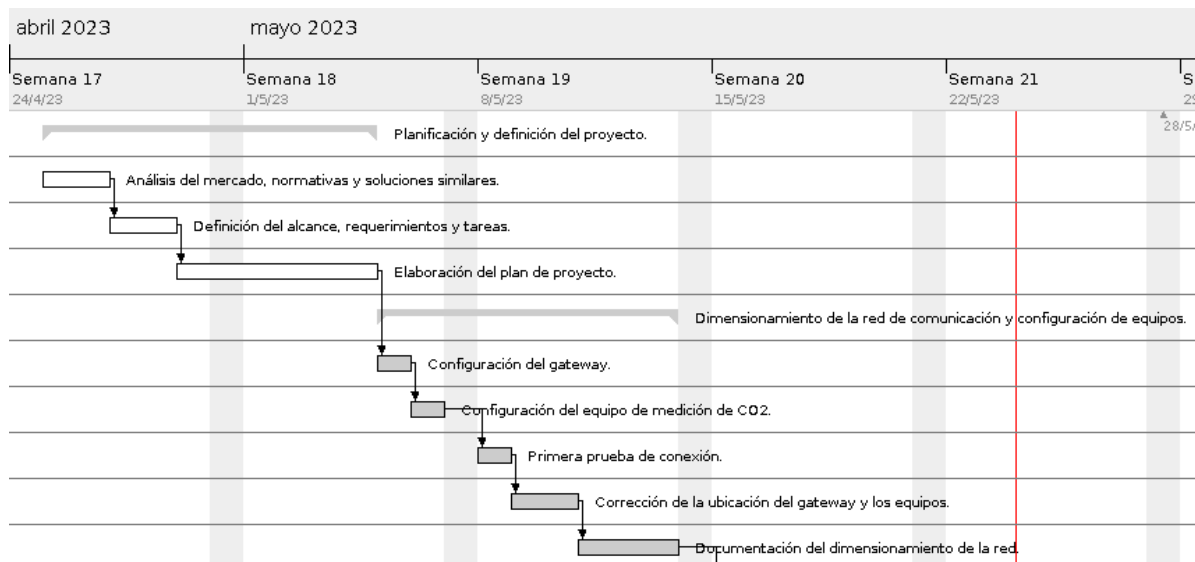 abril 2023
mayo 2023
Semana 17
Semana 18
Semana 19
Semana 20
Semana 21
S
24/4/23
1/5/23
8/5/23
15/5/23
22/5/23
29
28/5/
Planificación y definición del proyecto.
Análisis del mercado, normativas y soluciones similares.
Definición del alcance, requerimientos y tareas.
Elaboración del plan de proyecto.
Dimensionamiento de la red de comunicación y configuración de equipos.
Configuración del gateway.
Configuración del equipo de medición de CO2.
Primera prueba de conexión.
Corrección de la ubicación del gateway y los equipos.
Documentación del dimensionamiento de la red.